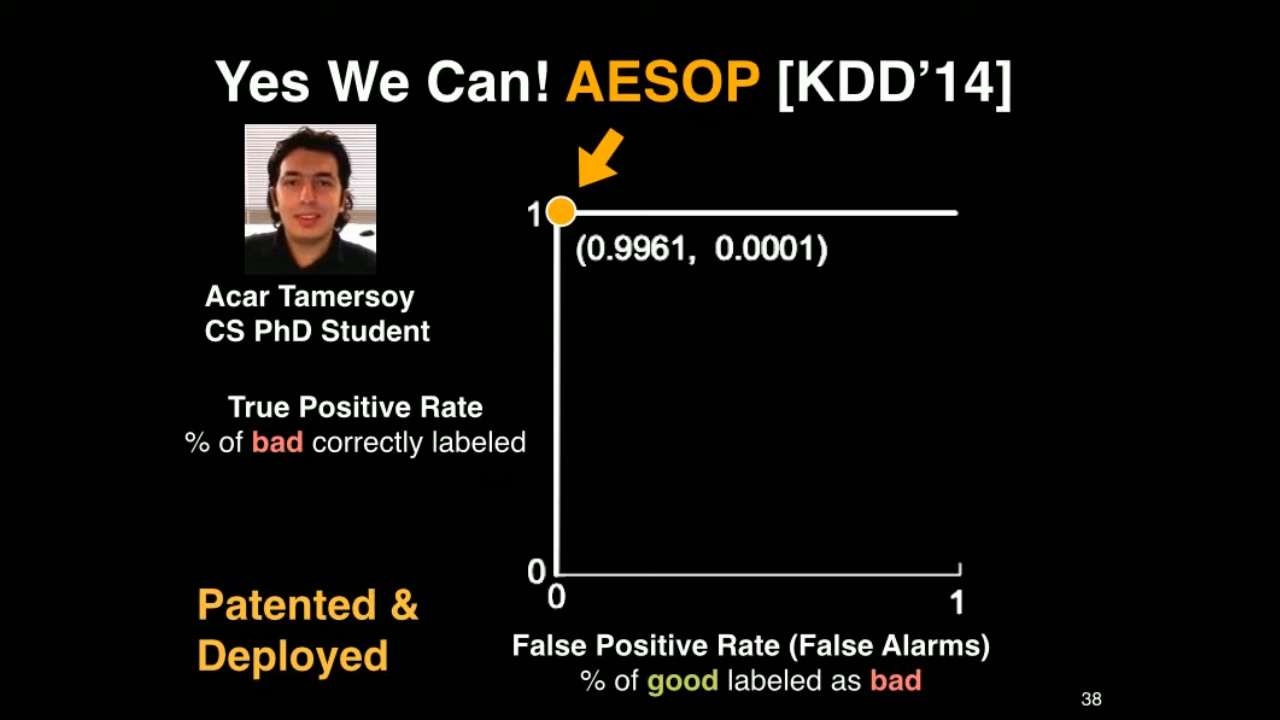 Yes We Can! AESOP [KDD’14]
1
(0.9961, 0.0001)
Acar Tamersoy
CS PhD Student
True Positive Rate
% of bad correctly labeled
0
0
1
Patented &
Deployed
False Positive Rate (False Alarms)
% of good labeled as bad
38